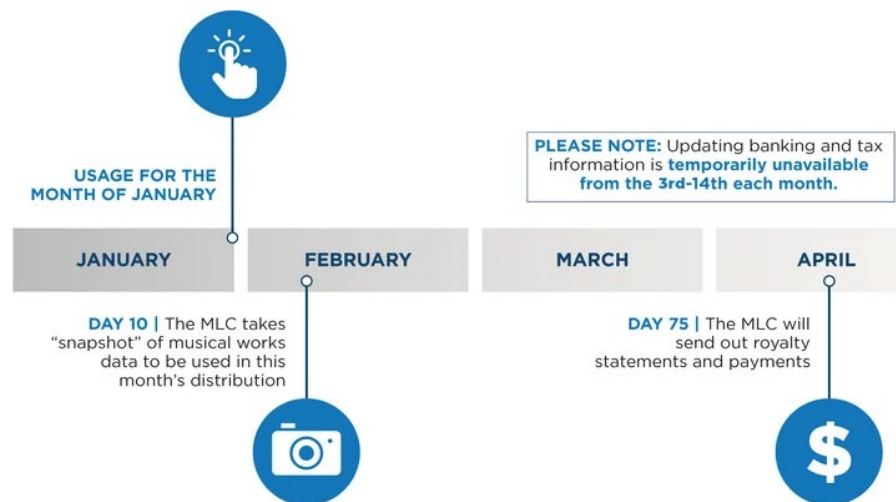 USAGE FOR THE
MONTH OF JANUARY
PLEASE NOTE: Updating banking and tax
information is temporarily unavailable
from the 3rd-14th each month.
JANUARY
FEBRUARY
MARCH
APRIL
DAY 10 | The MLC takes
“snapshot” of musical works
data to be used in this
month’s distribution
DAY 75 | The MLC will
send out royalty
statements and payments
$